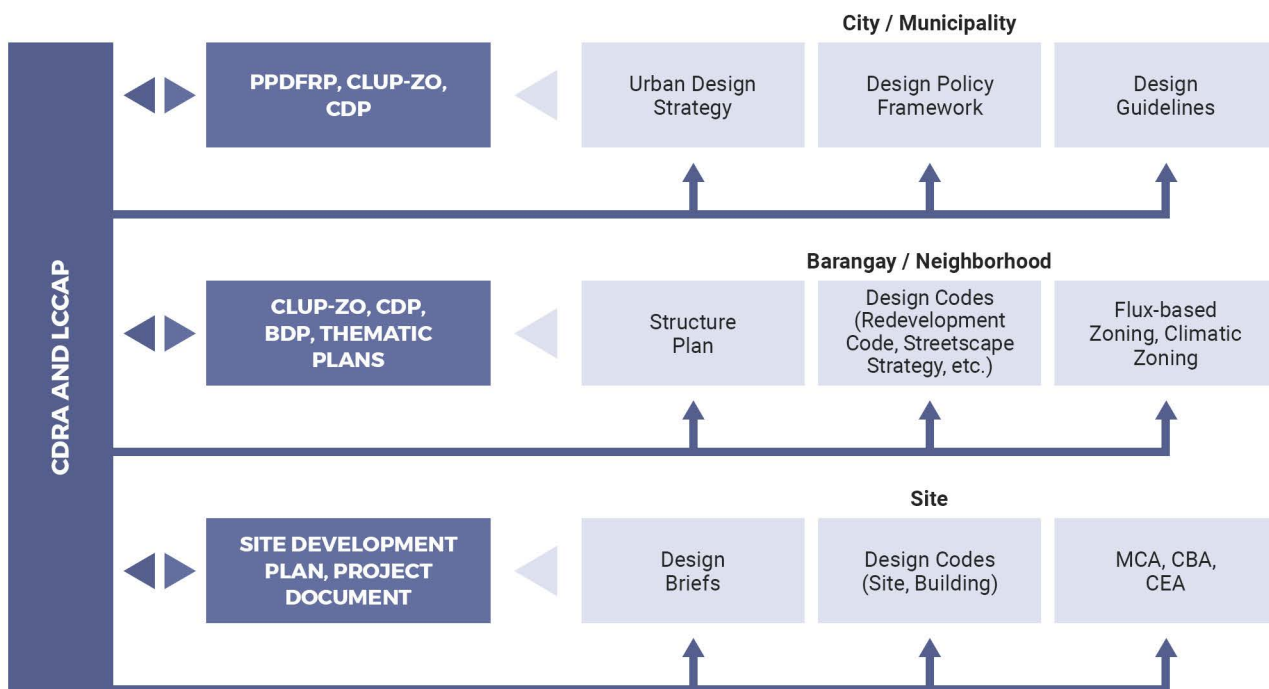 City / Municipality
PPDFRP, CLUP-ZO,
CDP
Urban Design
Strategy
Design Policy
Framework
Design
Guidelines
CDRA AND LCCAP
Barangay / Neighborhood
CLUP-ZO, CDP,
BDP, THEMATIC
PLANS
Structure
Plan
Design Codes
(Redevelopment
Code, Streetscape
Strategy, etc.)
Flux-based
Zoning, Climatic
Zoning
Site
SITE DEVELOPMENT
PLAN, PROJECT
DOCUMENT
Design
Briefs
Design Codes
(Site, Building)
MCA, CBA,
CEA